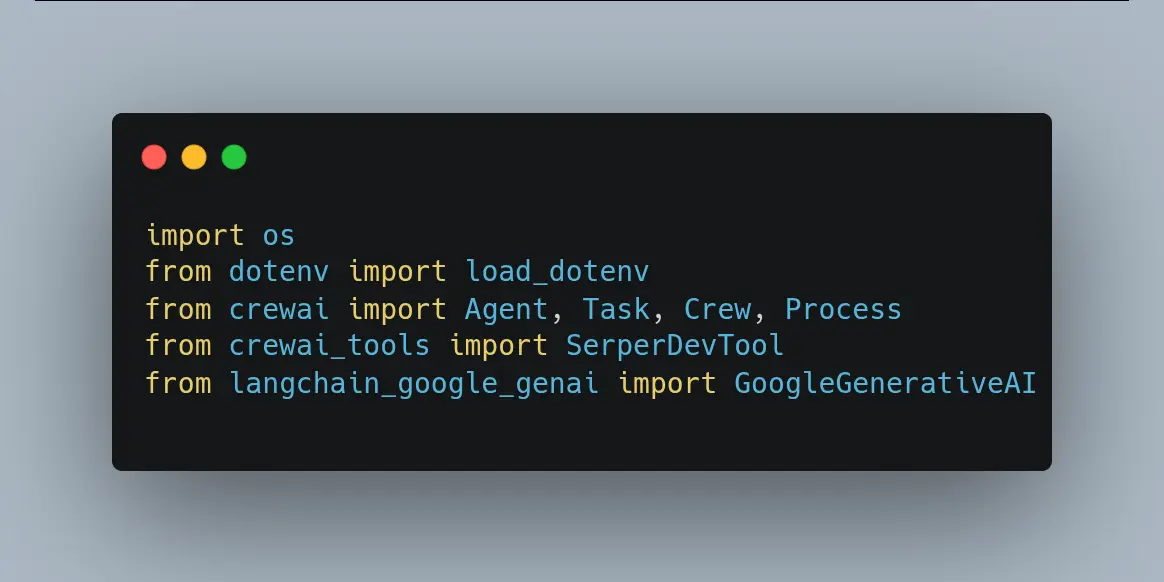 import os
from dotenv import load_dotenv
from crewai import Agent, Task, Crew, Process
from crewai_tools import SerperDevTool
from langchain_google_genai import GoogleGenerativeAI